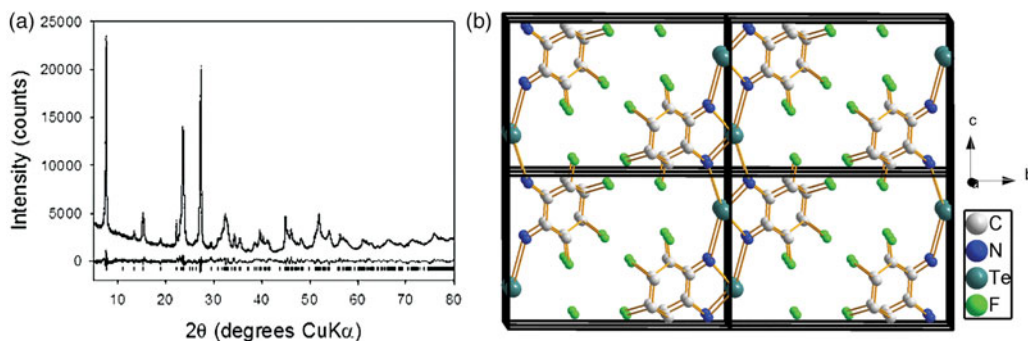 (a)
25000
20000
15000
10000
5000
0
Intensity (counts)
10 20 30 40 50 60 70 80
2θ (degrees CuKα)
(b)
c
b
C
N
Te
F